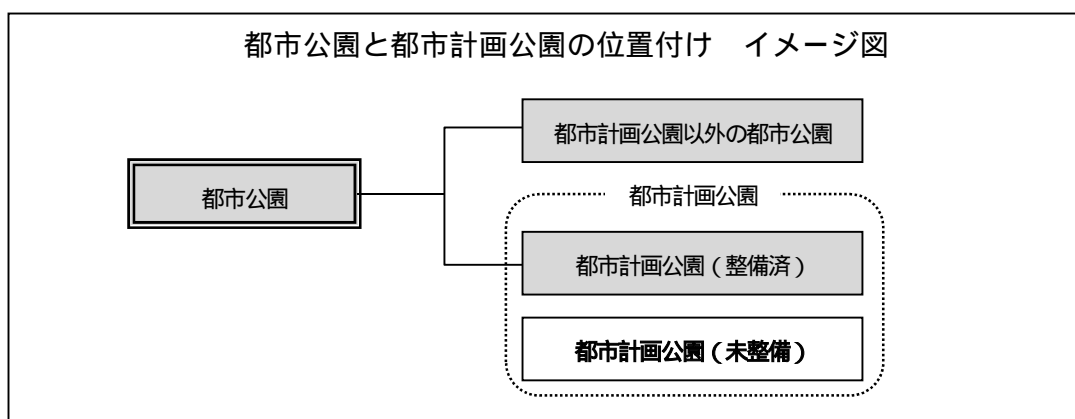 都市公園と都市計画公園の位置付け　イメージ図
都市計画公園以外の都市公園
都市公園
都市計画公園
都市計画公園（整備済）
都市計画公園（未整備）